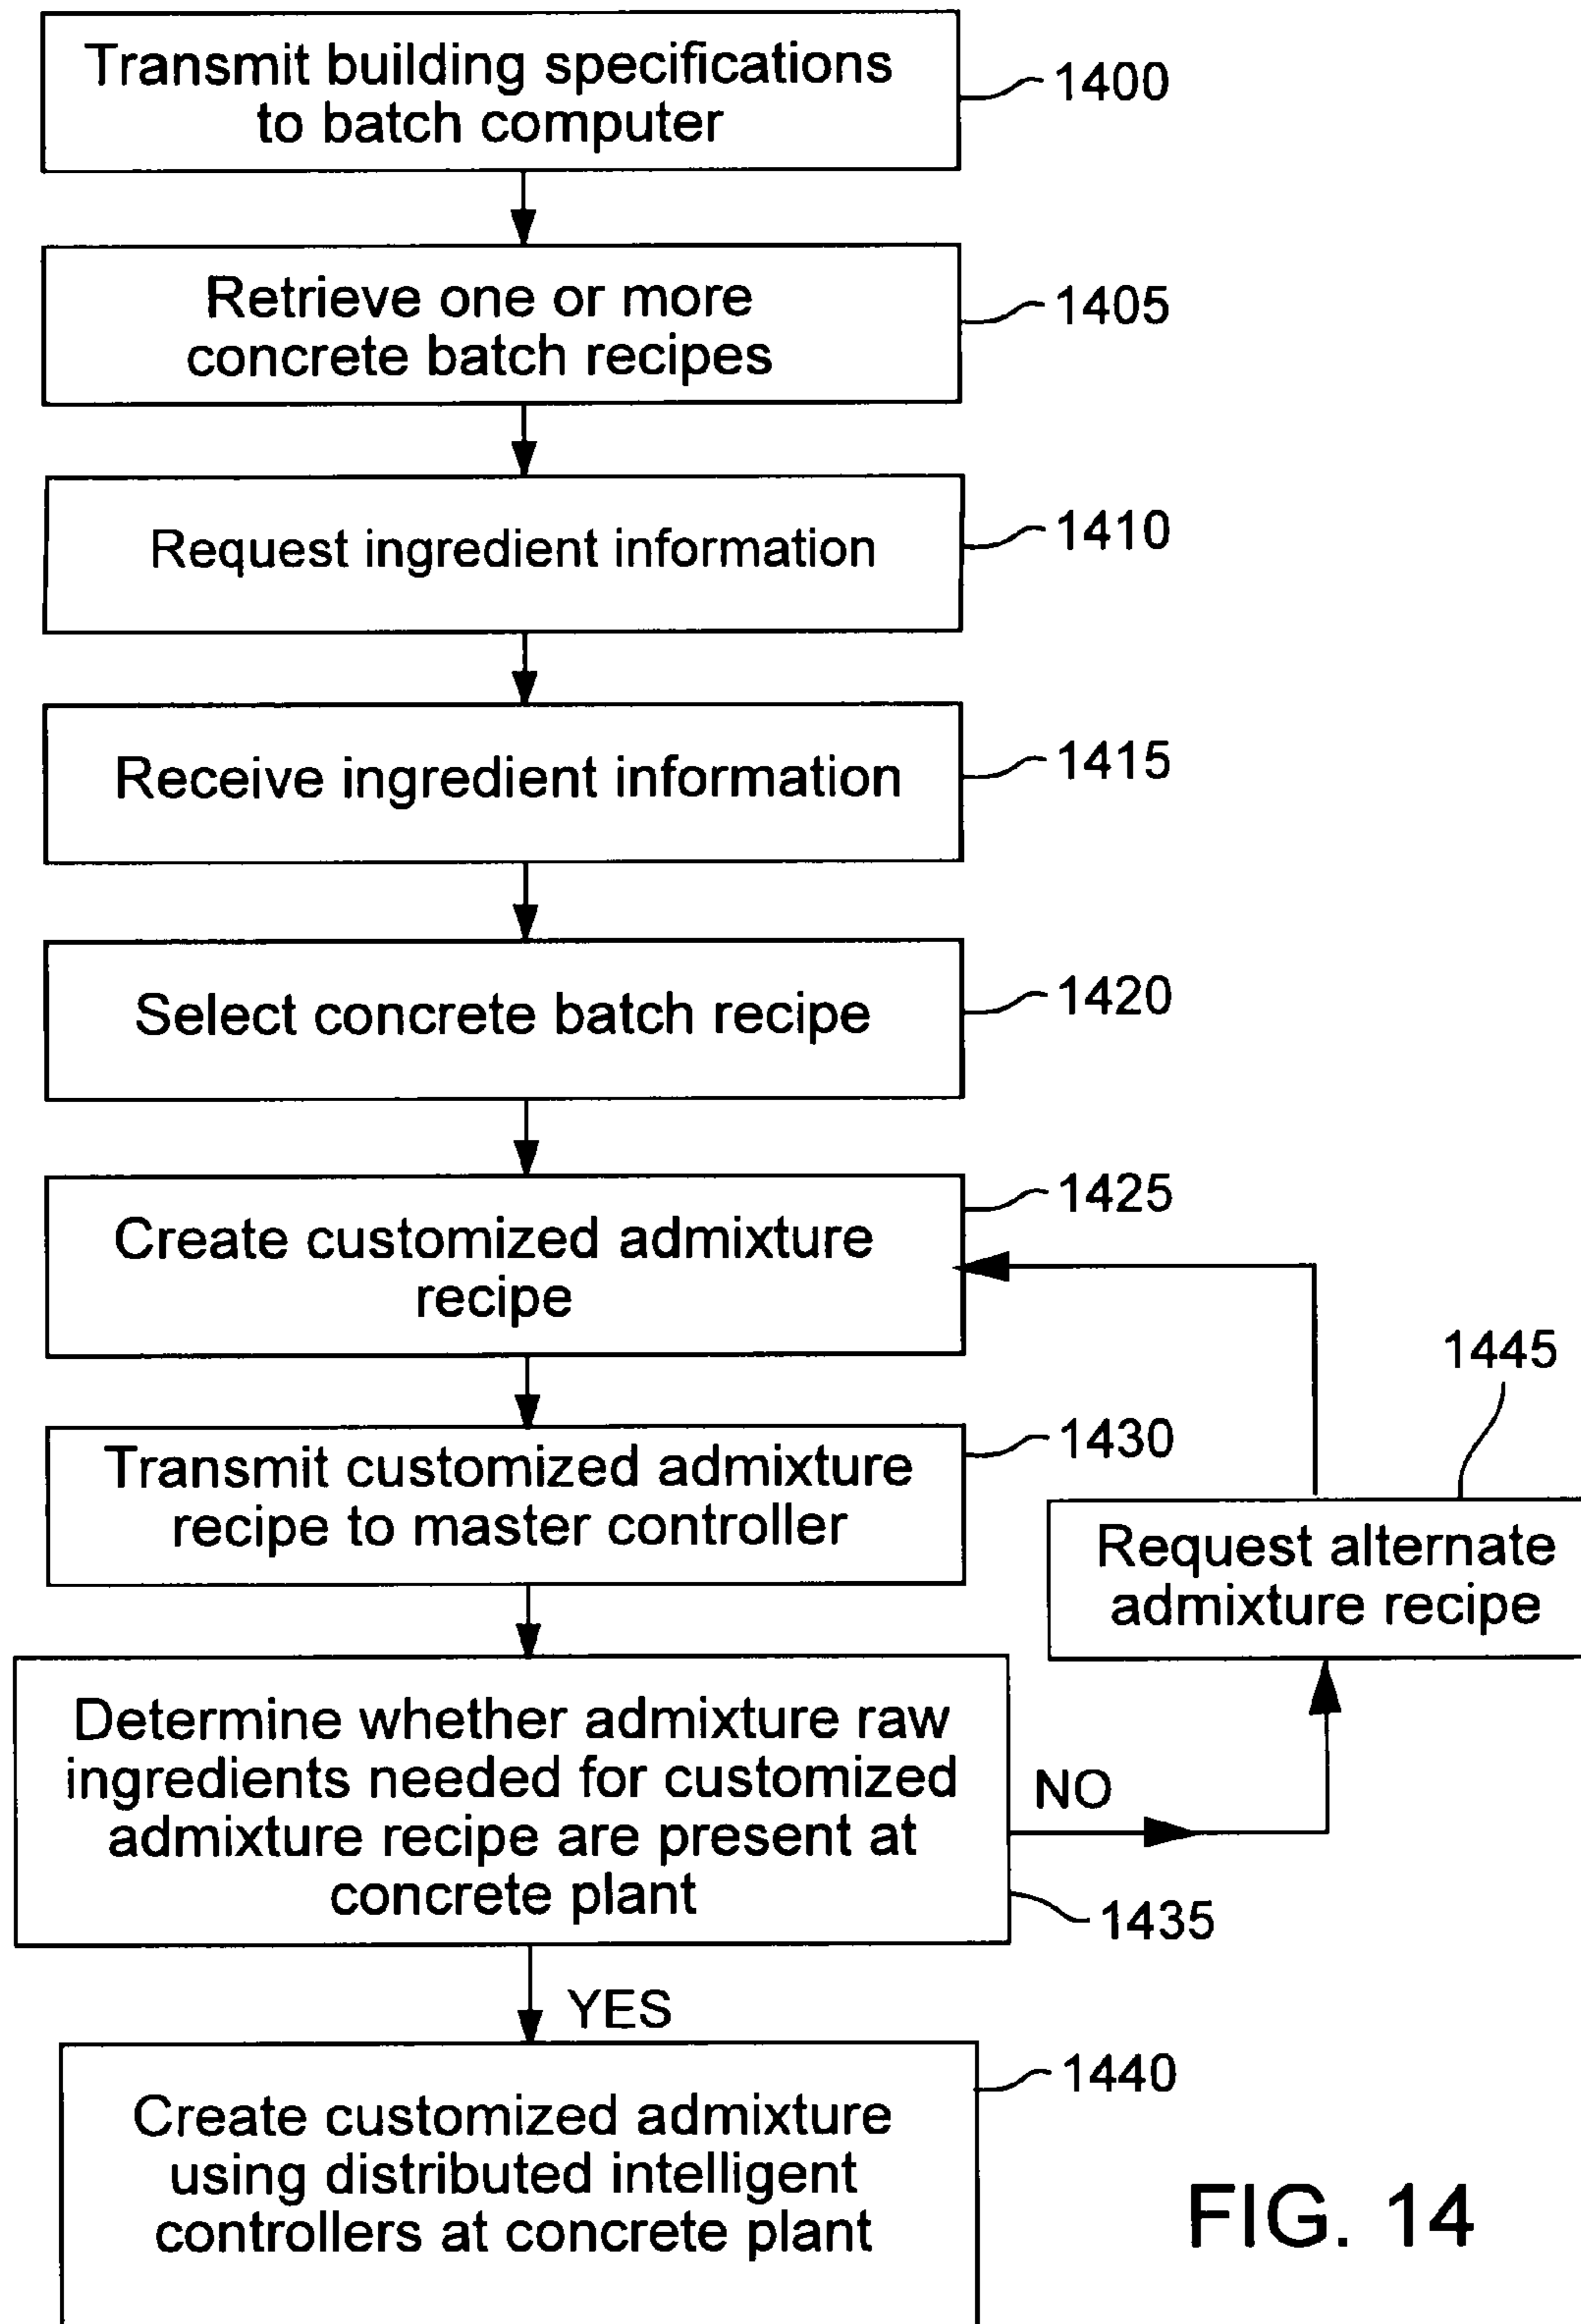 Transmit building specifications
to batch computer
1400
Retrieve one or more
concrete batch recipes
1405
Request ingredient information
1410
Receive ingredient information
1415
Select concrete batch recipe
1420
Create customized admixture
recipe
1425
Transmit customized admixture
recipe to master controller
1430
1445
Request alternate
admixture recipe
Determine whether admixture raw
ingredients needed for customized
admixture recipe are present at
concrete plant
NO
1435
YES
Create customized admixture
using distributed intelligent
controllers at concrete plant
1440
FIG. 14